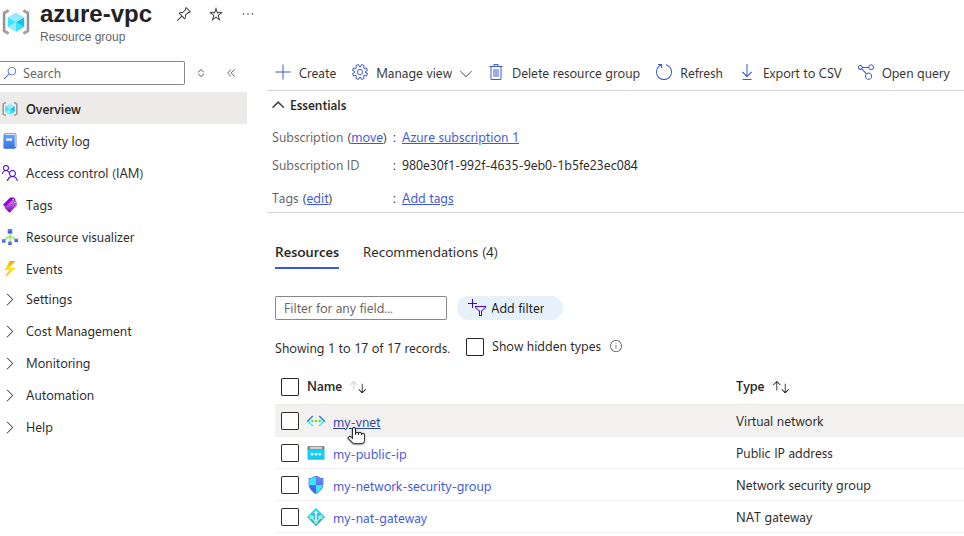 azure-vpc
Resource group
Search
Overview
Activity log
Access control (IAM)
Tags
Resource visualizer
Events
Settings
Cost Management
Monitoring
Automation
Help
Create Manage view Delete resource group Refresh Export to CSV Open query
Essentials
Subscription (move) : Azure subscription 1
Subscription ID : 980e30f1-992f-4635-9eb0-1b5fe23ec084
Tags (edit) : Add tags
Resources Recommendations (4)
Filter for any field... Add filter
Showing 1 to 17 of 17 records. Show hidden types
Name Type
my-vnet Virtual network
my-public-ip Public IP address
my-network-security-group Network security group
my-nat-gateway NAT gateway